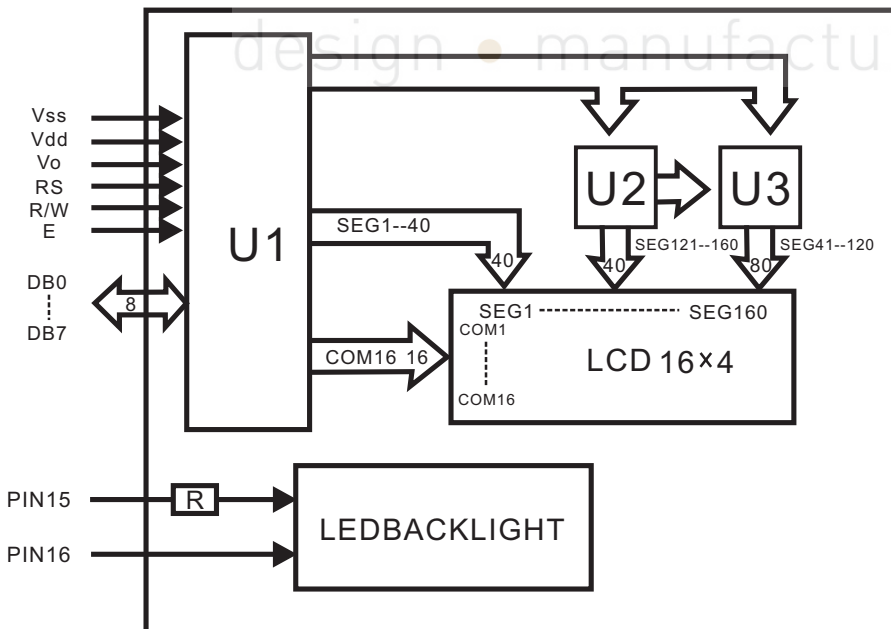 design • manufactu
Vss
Vdd
Vo
RS
R/W
E
DB0
DB7
8
U1
U2
U3
SEG1--40
40
SEG121--160
40
SEG41--120
80
SEG1 SEG160
COM1
COM16
LCD 16×4
COM16 16
PIN15
R
PIN16
LEDBACKLIGHT